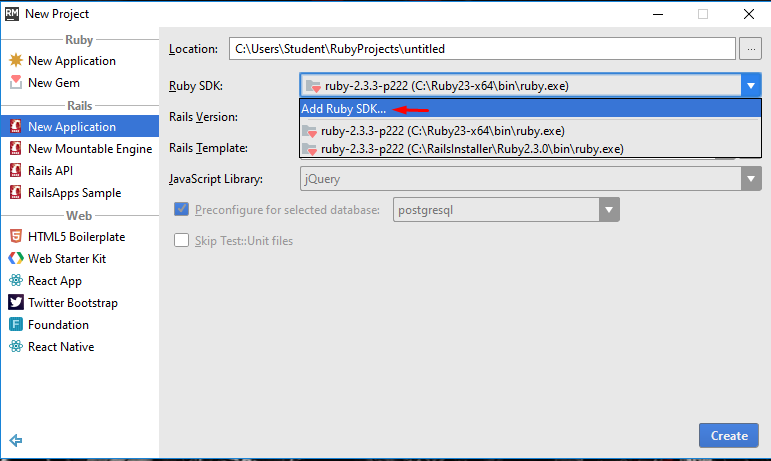 RM New Project
Ruby
New Application
New Gem
Rails
New Application
New Mountable Engine
Rails API
RailsApps Sample
Web
HTML5 Boilerplate
Web Starter Kit
React App
Twitter Bootstrap
Foundation
React Native
Location: C:\Users\Student\RubyProjects\untitled ...
Ruby SDK: ruby-2.3.3-p222 (C:\Ruby23-x64\bin\ruby.exe)
Add Ruby SDK...
Rails Version: ruby-2.3.3-p222 (C:\Ruby23-x64\bin\ruby.exe)
Rails Template: ruby-2.3.3-p222 (C:\RailsInstaller\Ruby2.3.0\bin\ruby.exe)
JavaScript Library: jQuery
Preconfigure for selected database: postgresql
Skip Test::Unit files
Create